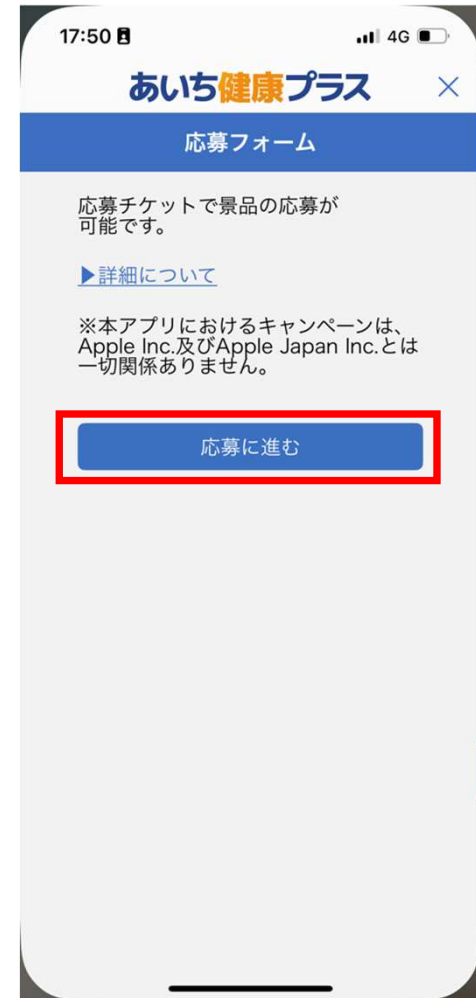 17:50 4G
あいち健康プラス ×
応募フォーム
応募チケットで景品の応募が
可能です。
▶詳細について
※本アプリにおけるキャンペーンは、
Apple Inc.及びApple Japan Inc.とは
一切関係ありません。
応募に進む